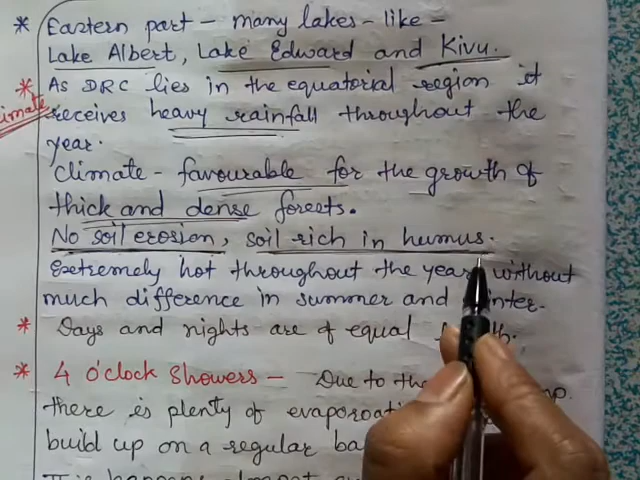 * Eastern part - many lakes - like -
Lake Albert, Lake Edward and Kivu.
* As DRC lies in the equatorial region it
receives heavy rainfall throughout the
year.
Climate - favourable for the growth of
thick and dense forests.
No soil erosion, soil rich in humus.
Extremely hot throughout the year without
much difference in summer and
* Days and nights are of equal
* 4 o'clock Showers - Due to the
there is plenty of
build up on a regular